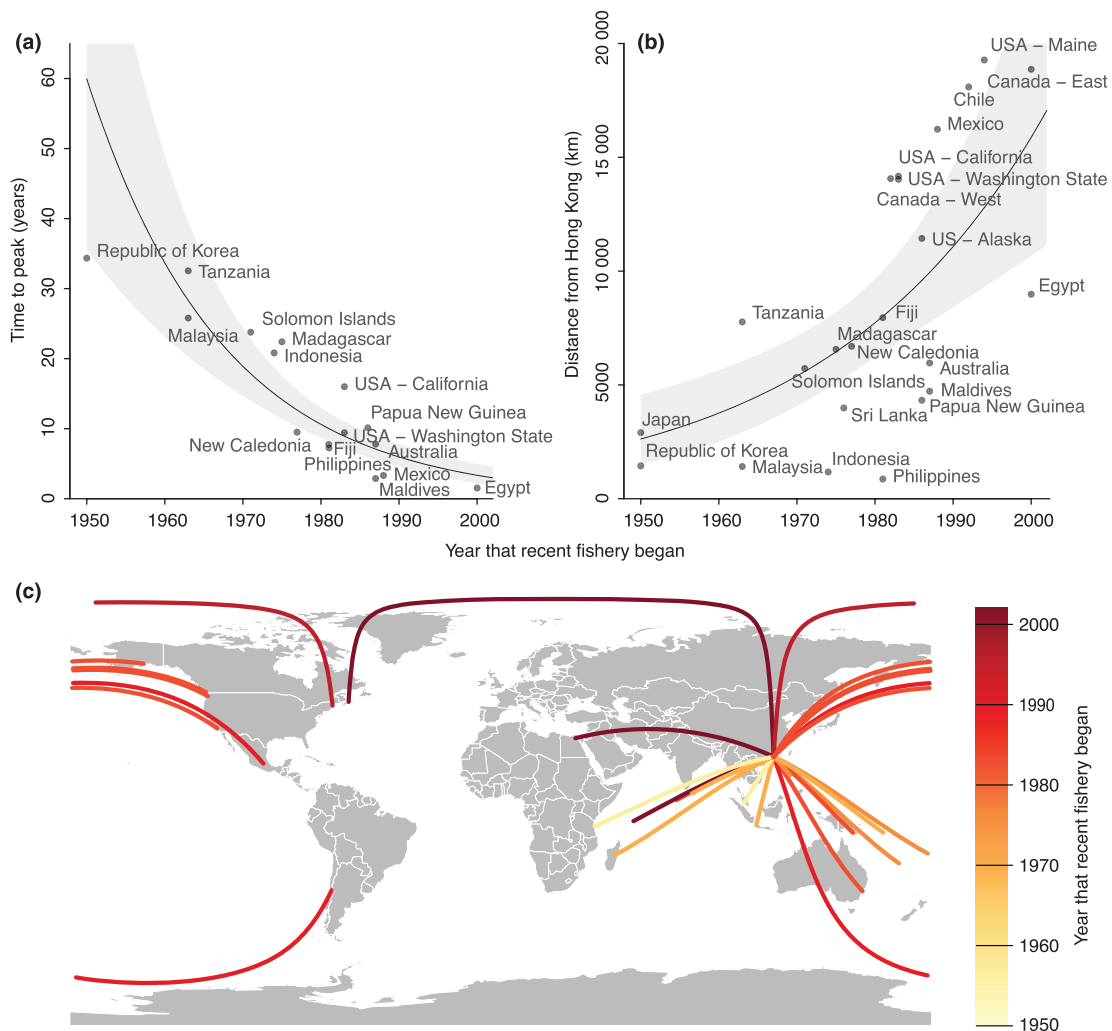 (a)
Time to peak (years)
60
50
40
30
20
10
0
Republic of Korea
Tanzania
Malaysia
Solomon Islands
Madagascar
Indonesia
USA – California
Papua New Guinea
New Caledonia
USA – Washington State
Fiji
Australia
Philippines
Mexico
Maldives
Egypt
1950
1960
1970
1980
1990
2000
(b)
Distance from Hong Kong (km)
20 000
15 000
10 000
5000
0
USA – Maine
Canada – East
Chile
Mexico
USA – California
USA – Washington State
Canada – West
US – Alaska
Egypt
Tanzania
Fiji
Madagascar
New Caledonia
Australia
Solomon Islands
Maldives
Papua New Guinea
Sri Lanka
Japan
Republic of Korea
Malaysia
Indonesia
Philippines
1950
1960
1970
1980
1990
2000
Year that recent fishery began
(c)
2000
1990
1980
1970
1960
1950
Year that recent fishery began